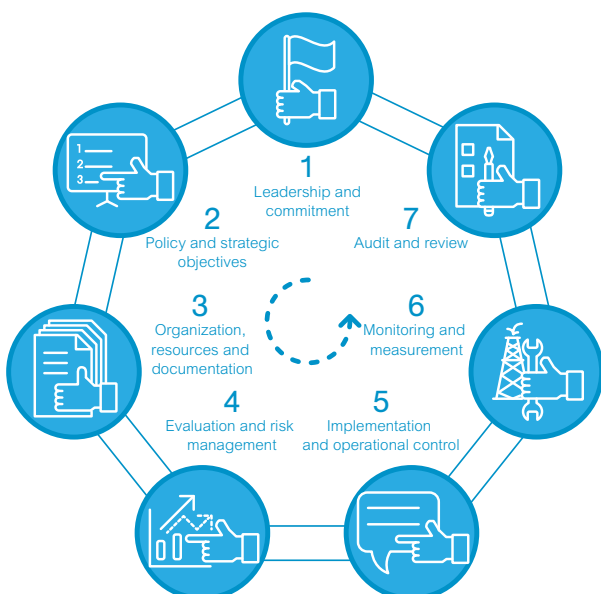 1
Leadership and
commitment
2
Policy and strategic
objectives
3
Organization,
resources and
documentation
4
Evaluation and risk
management
5
Implementation
and operational control
6
Monitoring and
measurement
7
Audit and review
1
2
3